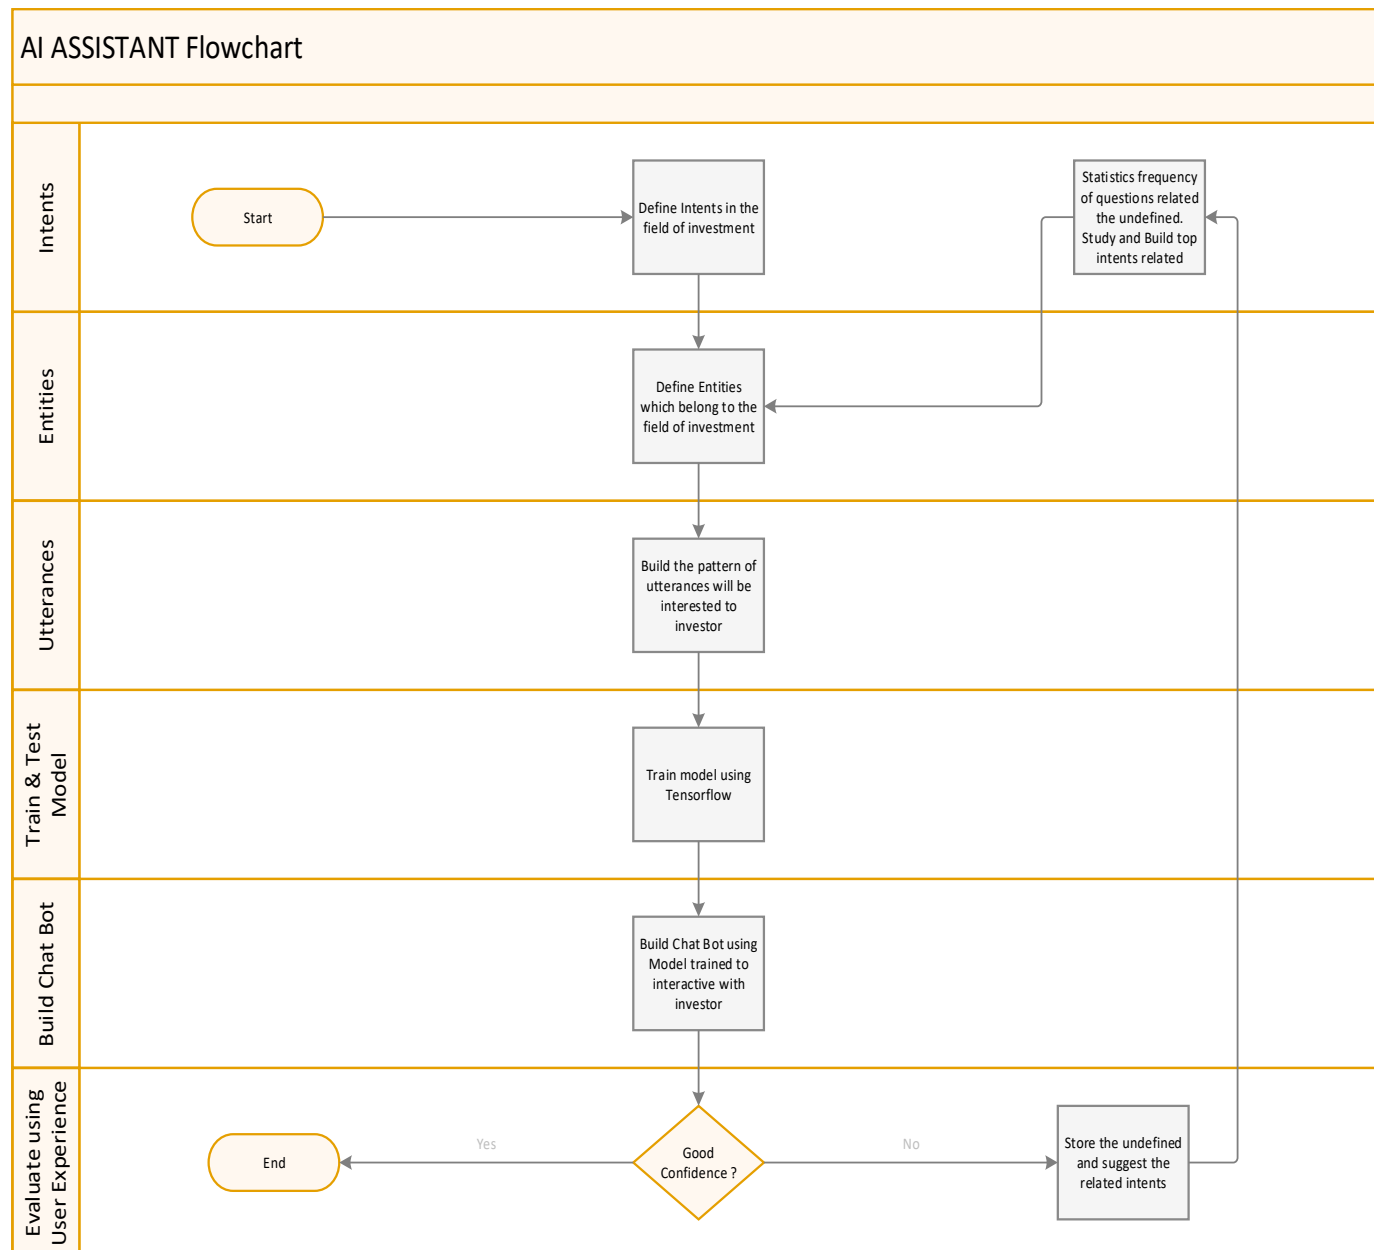 AI ASSISTANT Flowchart
Intents
Start
Define Intents in the
field of investment
Statistics frequency
of questions related
the undefined.
Study and Build top
intents related
Entities
Define Entities
which belong to the
field of investment
Utterances
Build the pattern of
utterances will be
interested to
investor
Train & Test
Model
Train model using
Tensorflow
Build Chat Bot
Build Chat Bot using
Model trained to
interactive with
investor
Evaluate using
User Experience
End
Yes
Good
Confidence ?
No
Store the undefined
and suggest the
related intents